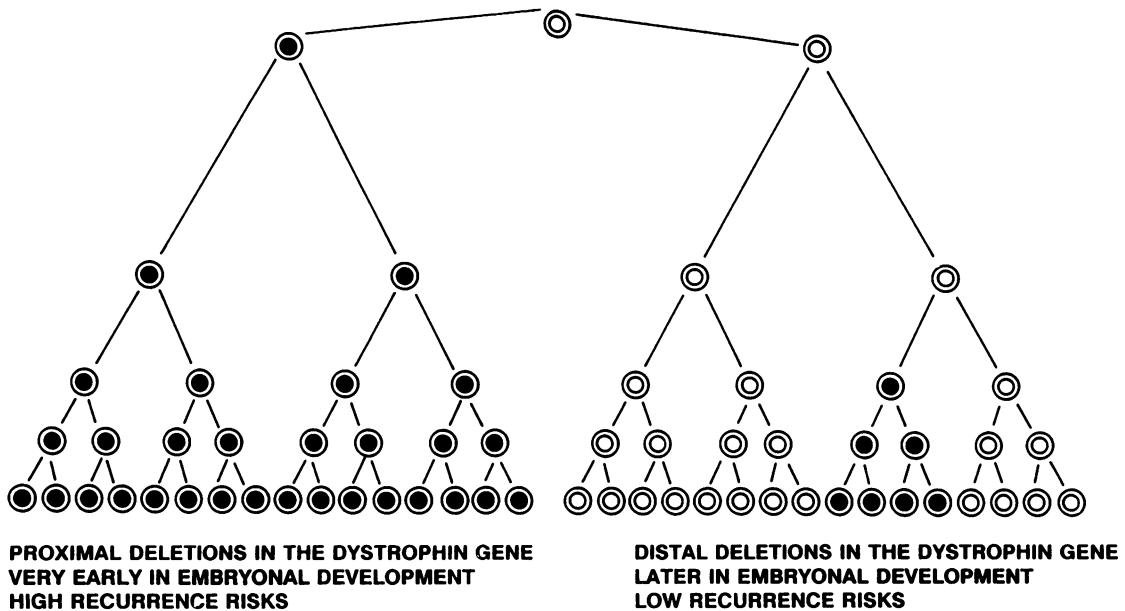 PROXIMAL DELETIONS IN THE DYSTROPHIN GENE
VERY EARLY IN EMBRYONAL DEVELOPMENT
HIGH RECURRENCE RISKS
DISTAL DELETIONS IN THE DYSTROPHIN GENE
LATER IN EMBRYONAL DEVELOPMENT
LOW RECURRENCE RISKS